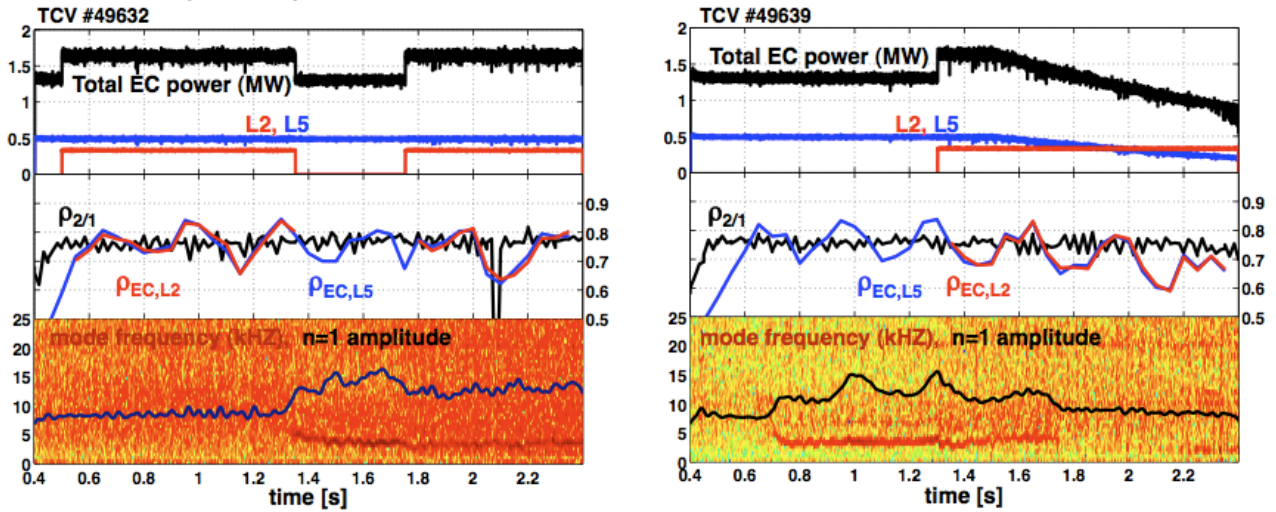 TCV #49632
2
1.5
1
0.5
0
Total EC power (MW)
L2, L5
ρ2/1
ρEC,L2
ρEC,L5
0.9
0.8
0.7
0.6
0.5
25
20
15
10
5
0
mode frequency (kHZ), n=1 amplitude
0.4 0.6 0.8 1 1.2 1.4 1.6 1.8 2 2.2
time [s]
TCV #49639
2
1.5
1
0.5
0
Total EC power (MW)
L2, L5
ρ2/1
ρEC,L5
ρEC,L2
0.9
0.8
0.7
0.6
0.5
25
20
15
10
5
0
mode frequency (kHZ), n=1 amplitude
0.4 0.6 0.8 1 1.2 1.4 1.6 1.8 2 2.2
time [s]